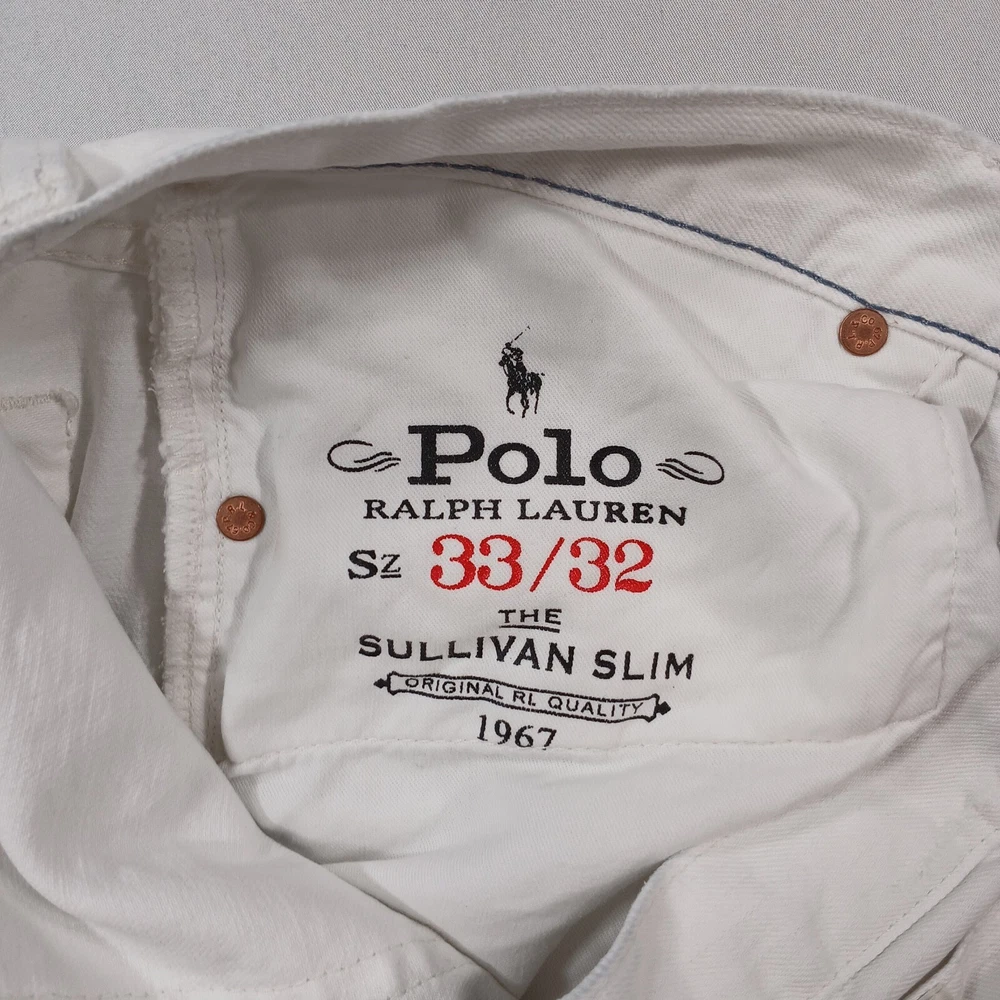 Polo
RALPH LAUREN
Sz 33/32
THE
SULLIVAN SLIM
ORIGINAL RL QUALITY
1967